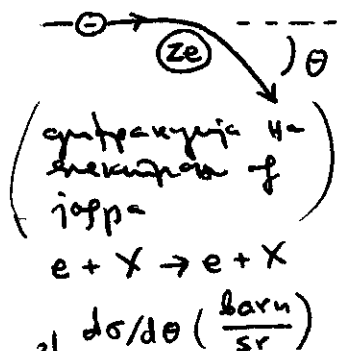 −
Ze
θ
(дифракција на
електрони од
јадра)
e + X → e + X
dσ/dθ (barn/sr)